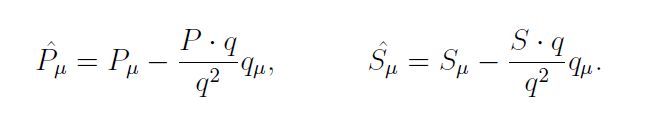 $\hat{P}_{\mu} = P_{\mu} - \frac{P \cdot q}{q^2} q_{\mu}, \qquad \hat{S}_{\mu} = S_{\mu} - \frac{S \cdot q}{q^2} q_{\mu}.$